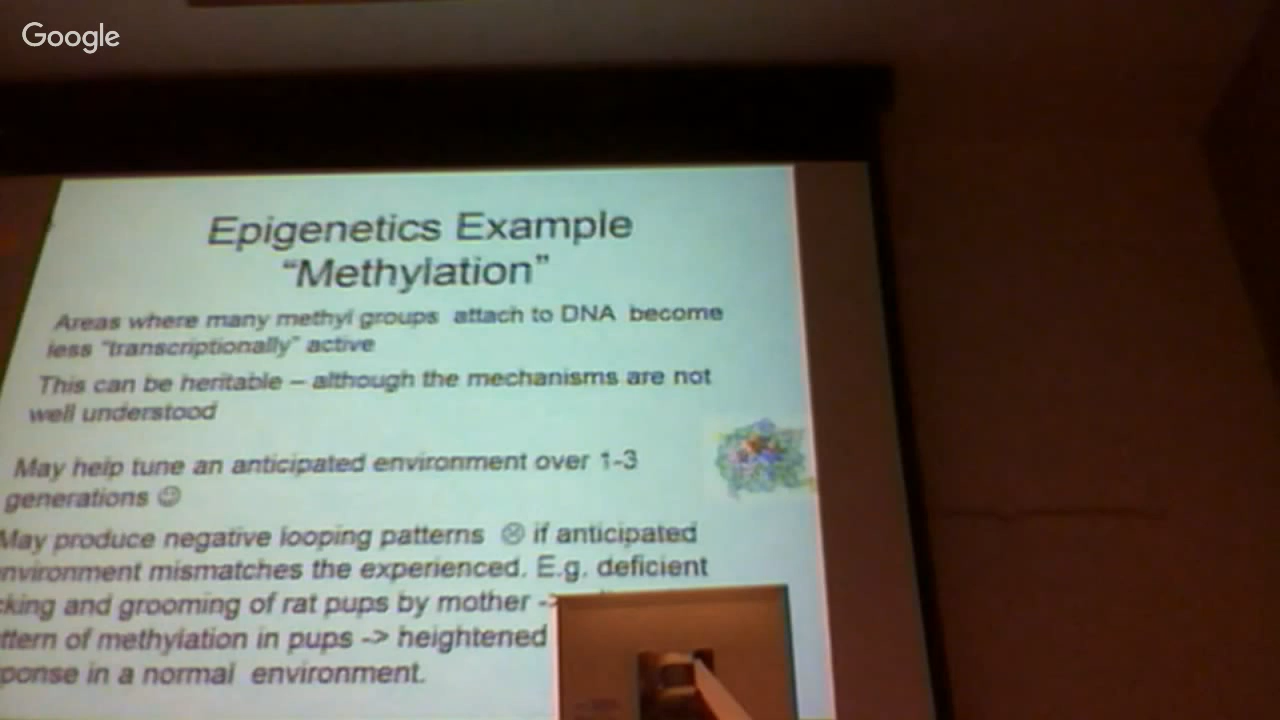 Google
Epigenetics Example
“Methylation”
Areas where many methyl groups attach to DNA become
less “transcriptionally” active
This can be heritable – although the mechanisms are not
well understood
May help tune an anticipated environment over 1-3
generations ☺
May produce negative looping patterns ☹ if anticipated
nvironment mismatches the experienced. E.g. deficient
cking and grooming of rat pups by mother ->
ttern of methylation in pups -> heightened
ponse in a normal environment.